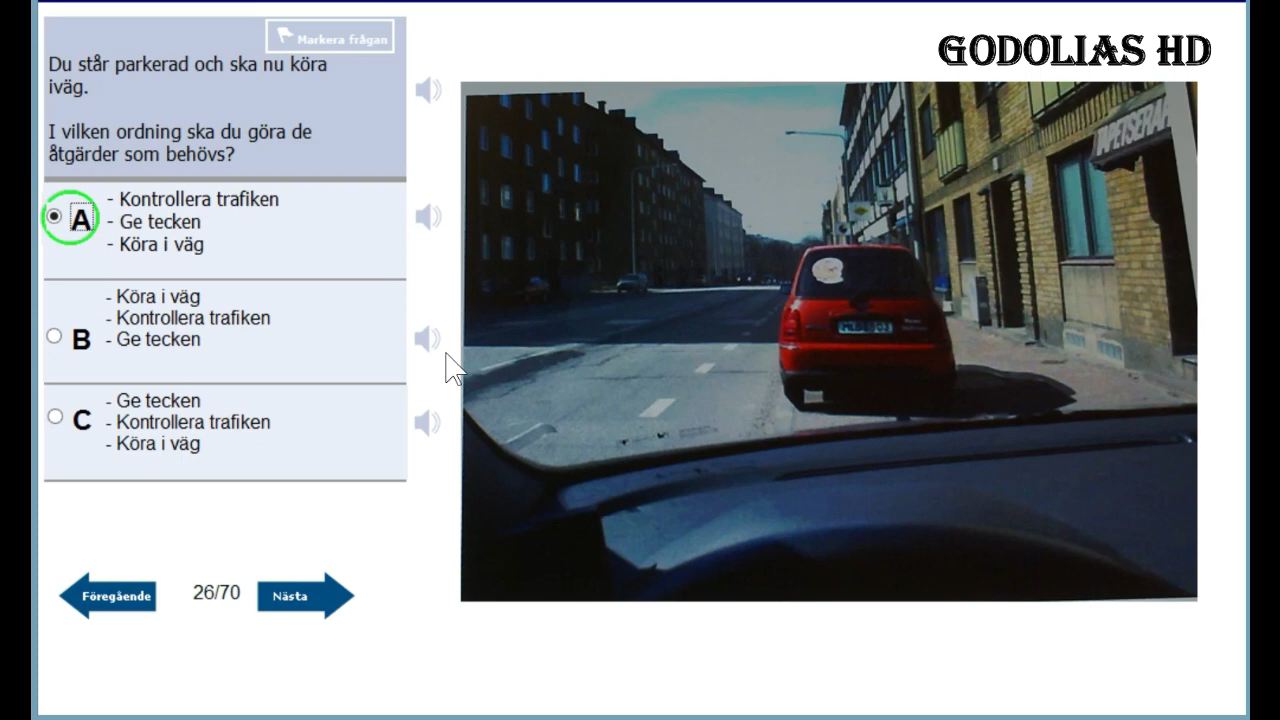 GODOLIAS HD
Markera frågan
Du står parkerad och ska nu köra
iväg.
I vilken ordning ska du göra de
åtgärder som behövs?
A
- Kontrollera trafiken
- Ge tecken
- Köra i väg
B
- Köra i väg
- Kontrollera trafiken
- Ge tecken
C
- Ge tecken
- Kontrollera trafiken
- Köra i väg
Föregående
26/70
Nästa